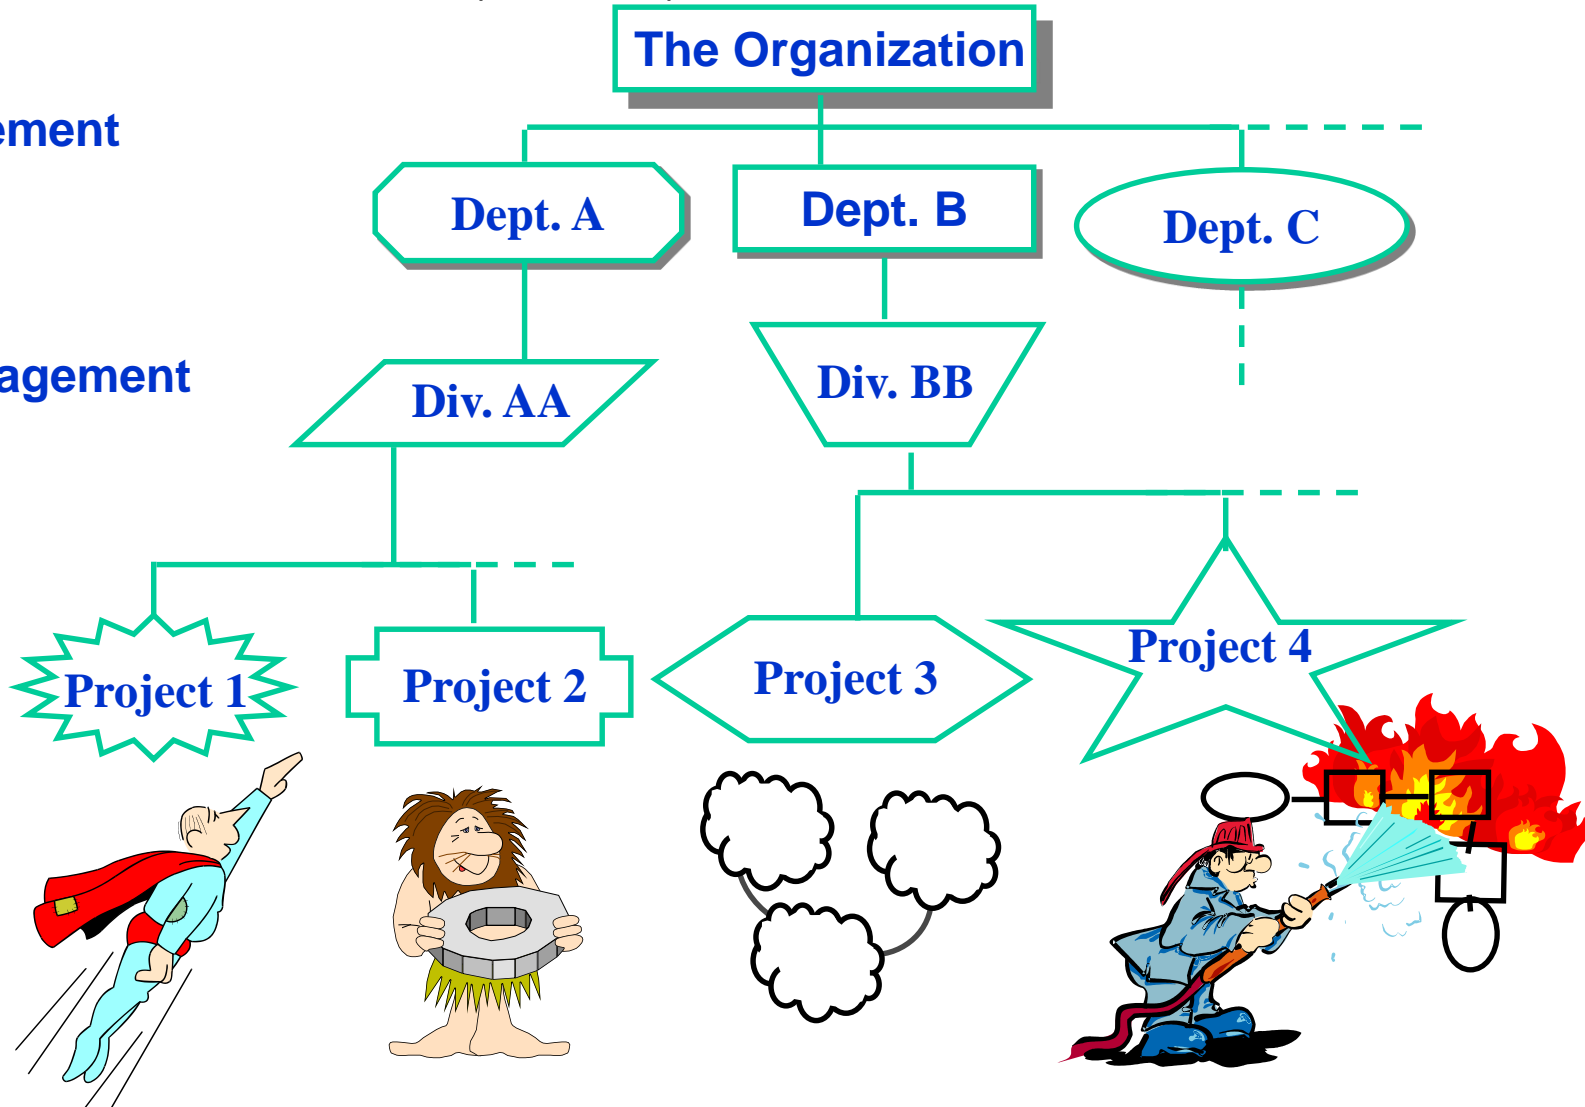 The Organization
ement
Dept. A
Dept. B
Dept. C
agement
Div. AA
Div. BB
Project 1
Project 2
Project 3
Project 4